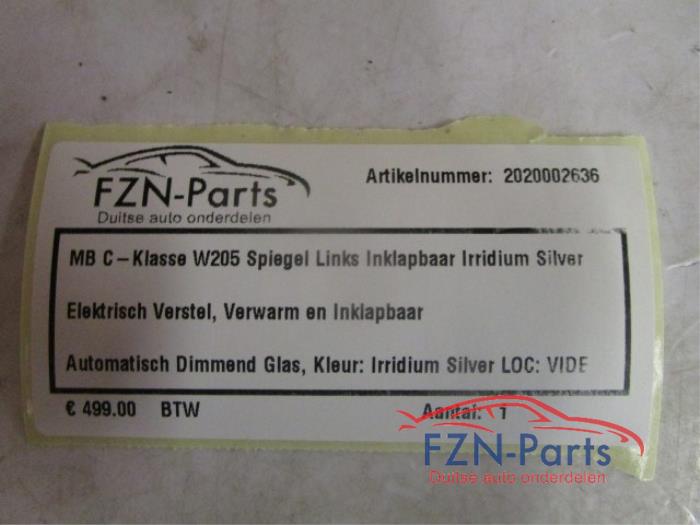 FZN-Parts
Duitse auto onderdelen
Artikelnummer: 2020002636
MB C-Klasse W205 Spiegel Links Inklapbaar Irridium Silver
Elektrisch Verstel, Verwarm en Inklapbaar
Automatisch Dimmend Glas, Kleur: Irridium Silver LOC: VIDE
€ 499.00 BTW
Aantal: 1
FZN-Parts
Duitse auto onderdelen